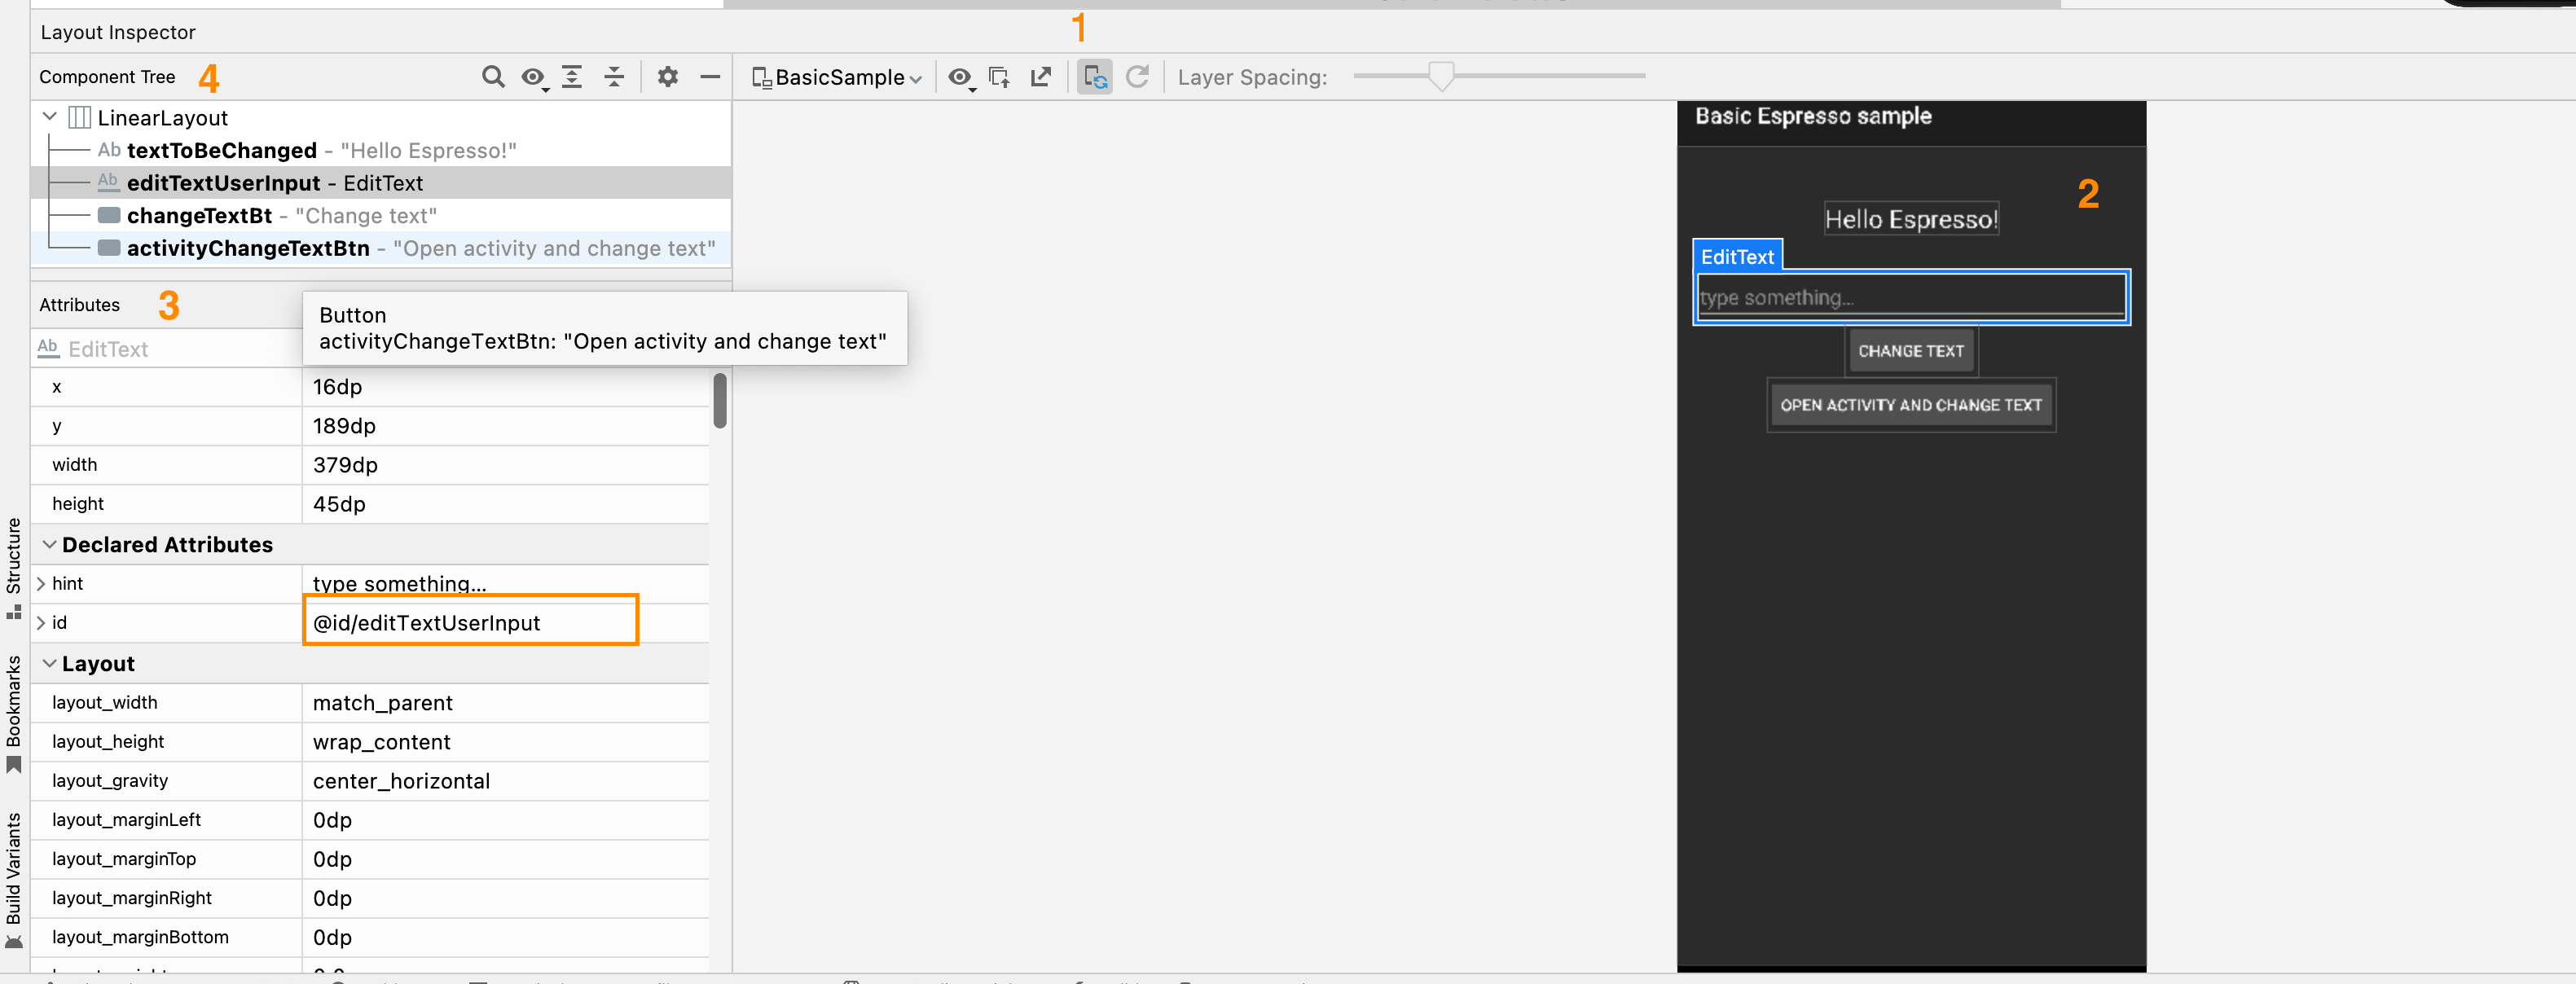 1
Layout Inspector
Component Tree 4
BasicSample
Layer Spacing:
LinearLayout
Ab textToBeChanged - "Hello Espresso!"
Ab editTextUserInput - EditText
changeTextBt - "Change text"
activityChangeTextBtn - "Open activity and change text"
Attributes 3
Button
activityChangeTextBtn: "Open activity and change text"
Ab EditText
x 16dp
y 189dp
width 379dp
height 45dp
Declared Attributes
hint type something...
id @id/editTextUserInput
Layout
layout_width match_parent
layout_height wrap_content
layout_gravity center_horizontal
layout_marginLeft 0dp
layout_marginTop 0dp
layout_marginRight 0dp
layout_marginBottom 0dp
Structure
Bookmarks
Build Variants
Basic Espresso sample
2
Hello Espresso!
EditText
type something...
CHANGE TEXT
OPEN ACTIVITY AND CHANGE TEXT